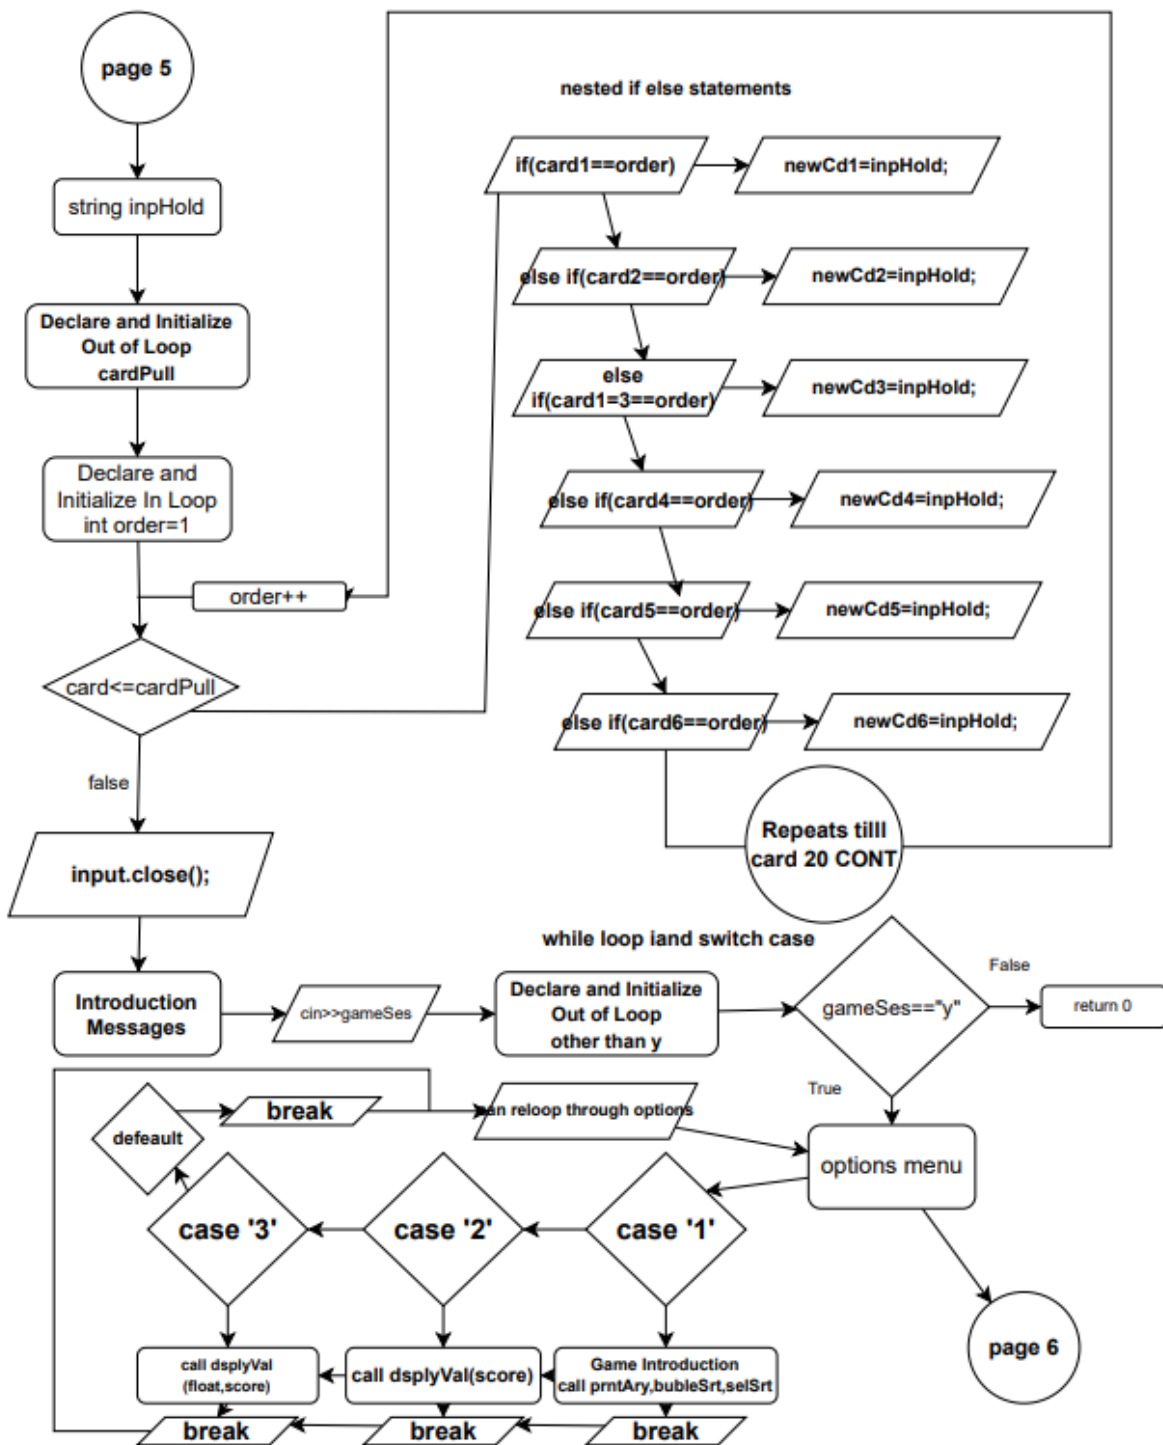 page 5
string inpHold
Declare and Initialize
Out of Loop
cardPull
Declare and
Initialize In Loop
int order=1
order++
card<=cardPull
false
input.close();
nested if else statements
if(card1==order)
newCd1=inpHold;
else if(card2==order)
newCd2=inpHold;
else
if(card1=3==order)
newCd3=inpHold;
else if(card4==order)
newCd4=inpHold;
else if(card5==order)
newCd5=inpHold;
else if(card6==order)
newCd6=inpHold;
Repeats tilll
card 20 CONT
while loop iand switch case
Introduction
Messages
cin>>gameSes
Declare and Initialize
Out of Loop
other than y
gameSes=="y"
False
return 0
True
options menu
page 6
an reloop through options
break
defeault
case '3'
case '2'
case '1'
call dsplyVal
(float,score)
call dsplyVal(score)
Game Introduction
call prntAry,bubleSrt,selSrt
break
break
break